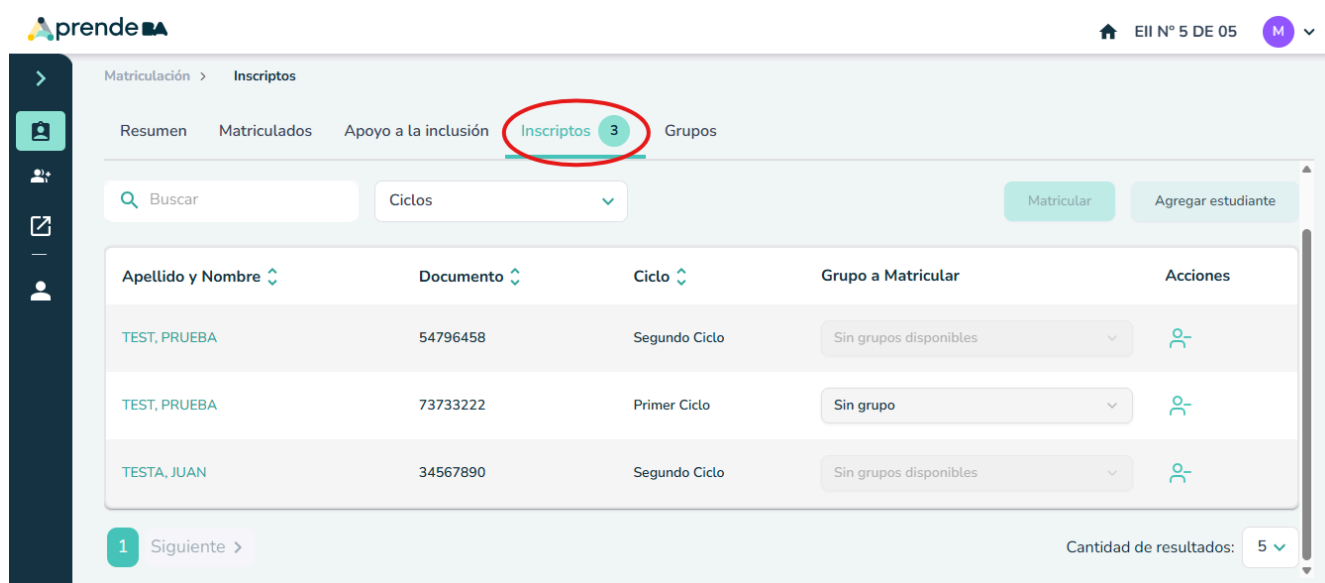 Aprende BA
EII Nº 5 DE 05
M
Matriculación > Inscriptos
Resumen Matriculados Apoyo a la inclusión Inscriptos 3 Grupos
Buscar Ciclos Matricular Agregar estudiante
Apellido y Nombre Documento Ciclo Grupo a Matricular Acciones
TEST, PRUEBA 54796458 Segundo Ciclo Sin grupos disponibles
TEST, PRUEBA 73733222 Primer Ciclo Sin grupo
TESTA, JUAN 34567890 Segundo Ciclo Sin grupos disponibles
1 Siguiente > Cantidad de resultados: 5